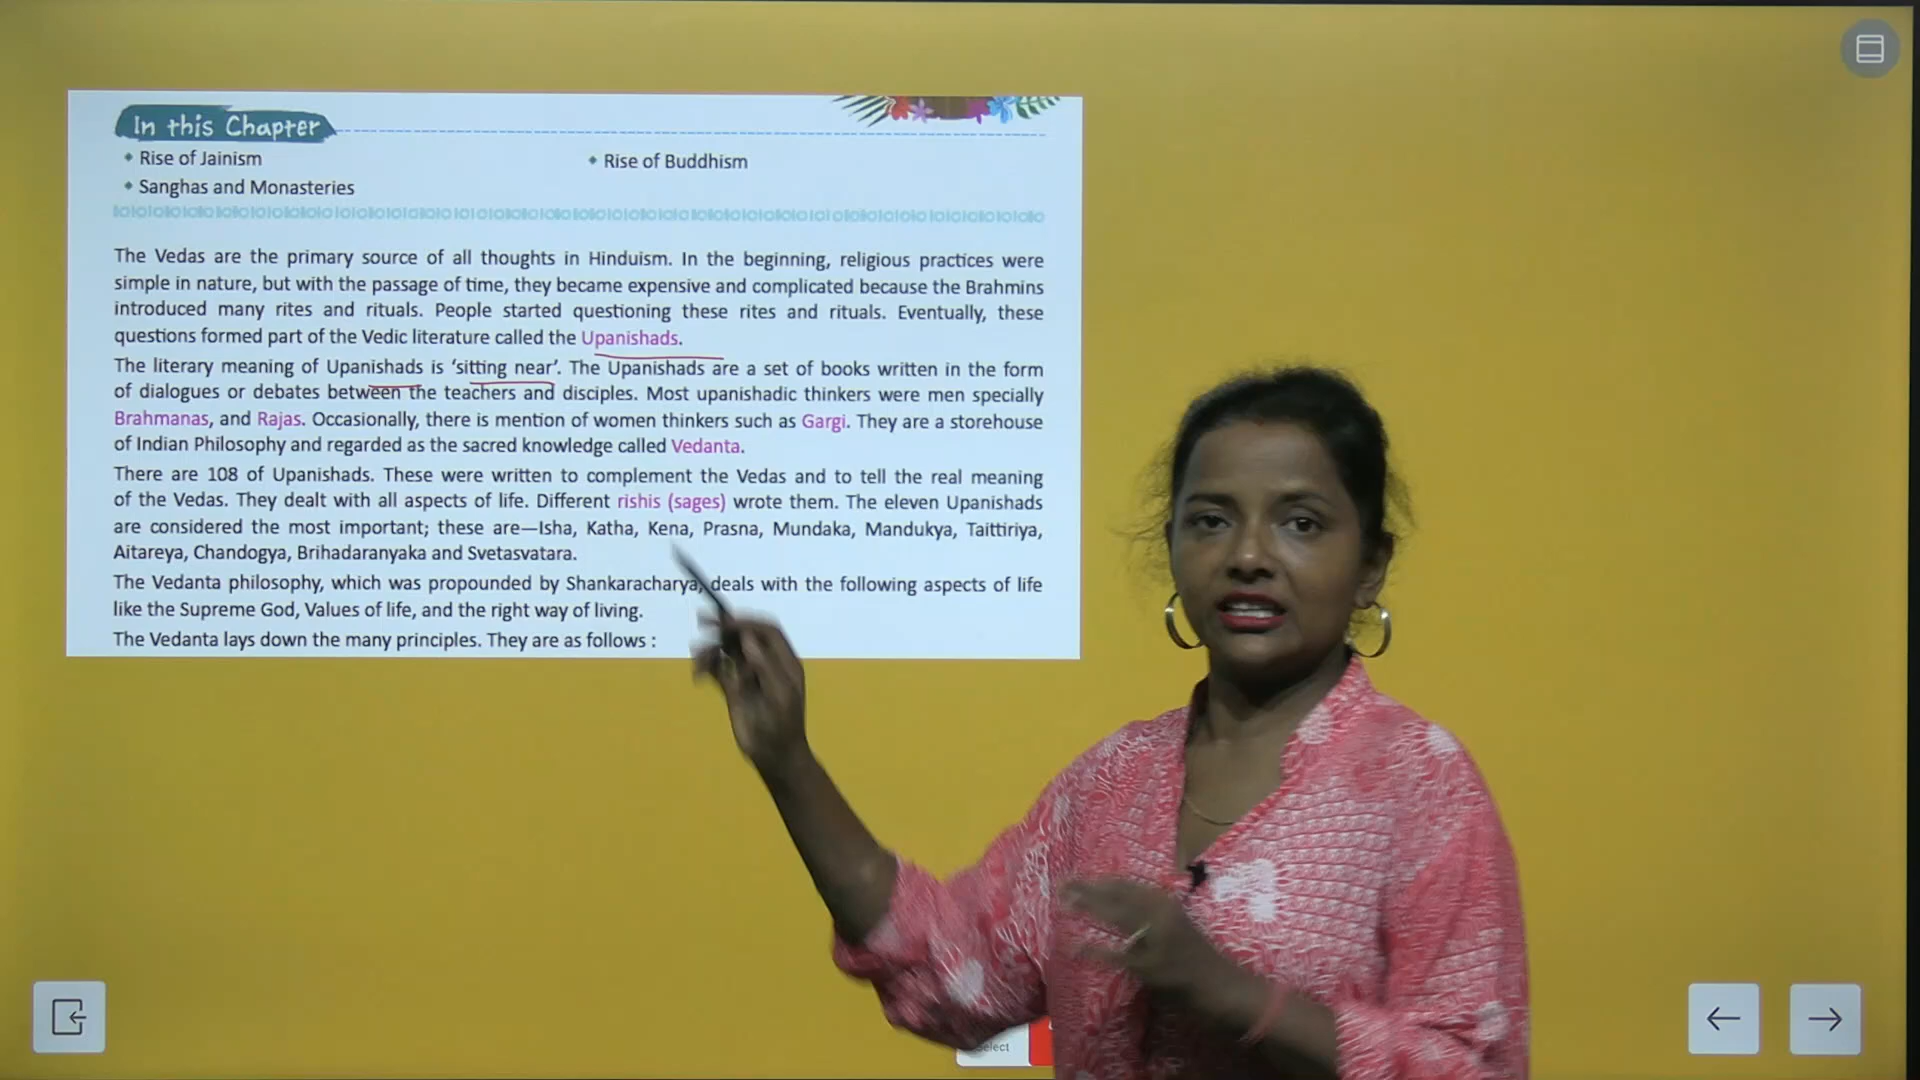 In this Chapter
• Rise of Jainism
• Rise of Buddhism
• Sanghas and Monasteries
The Vedas are the primary source of all thoughts in Hinduism. In the beginning, religious practices were
simple in nature, but with the passage of time, they became expensive and complicated because the Brahmins
introduced many rites and rituals. People started questioning these rites and rituals. Eventually, these
questions formed part of the Vedic literature called the Upanishads.
The literary meaning of Upanishads is ‘sitting near’. The Upanishads are a set of books written in the form
of dialogues or debates between the teachers and disciples. Most upanishadic thinkers were men specially
Brahmanas, and Rajas. Occasionally, there is mention of women thinkers such as Gargi. They are a storehouse
of Indian Philosophy and regarded as the sacred knowledge called Vedanta.
There are 108 of Upanishads. These were written to complement the Vedas and to tell the real meaning
of the Vedas. They dealt with all aspects of life. Different rishis (sages) wrote them. The eleven Upanishads
are considered the most important; these are—Isha, Katha, Kena, Prasna, Mundaka, Mandukya, Taittiriya,
Aitareya, Chandogya, Brihadaranyaka and Svetasvatara.
The Vedanta philosophy, which was propounded by Shankaracharya, deals with the following aspects of life
like the Supreme God, Values of life, and the right way of living.
The Vedanta lays down the many principles. They are as follows :